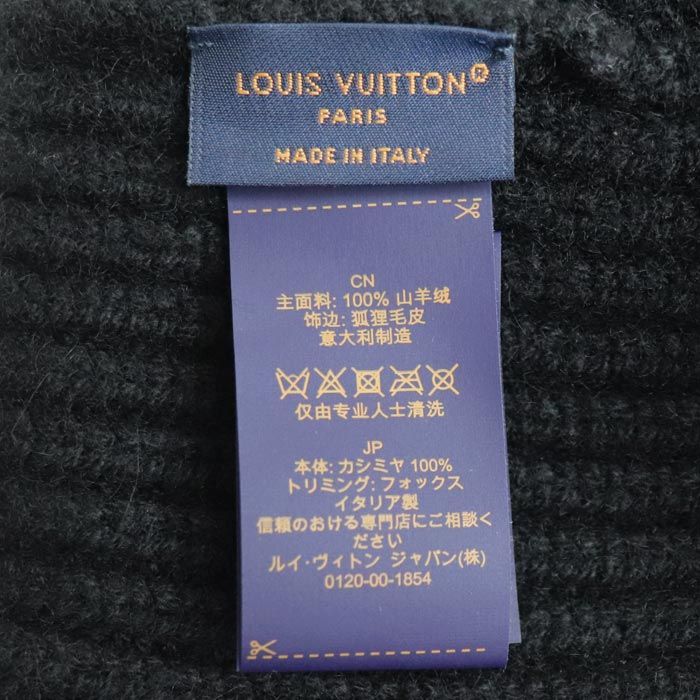 LOUIS VUITTON®
PARIS
MADE IN ITALY
CN
主面料: 100% 山羊绒
饰边: 狐狸毛皮
意大利制造
仅由专业人士清洗
JP
本体: カシミヤ 100%
トリミング: フォックス
イタリア製
信頼のおける専門店にご相談く
ださい
ルイ・ヴィトン ジャパン(株)
0120-00-1854